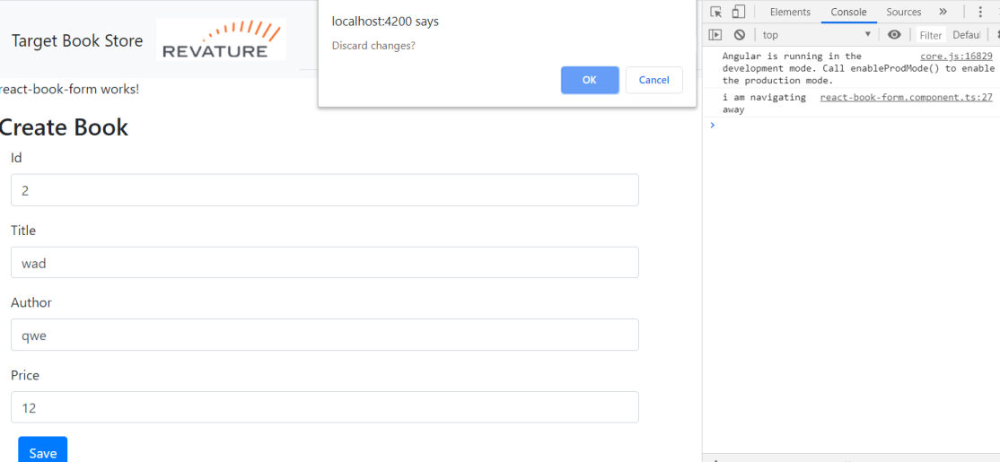 Target Book Store
REVATURE
localhost:4200 says
Discard changes?
OK
Cancel
react-book-form works!
Create Book
Id
2
Title
wad
Author
qwe
Price
12
Save
Elements Console Sources »
top Filter Defaul
Angular is running in the core.js:16829
development mode. Call enableProdMode() to enable
the production mode.
i am navigating react-book-form.component.ts:27
away